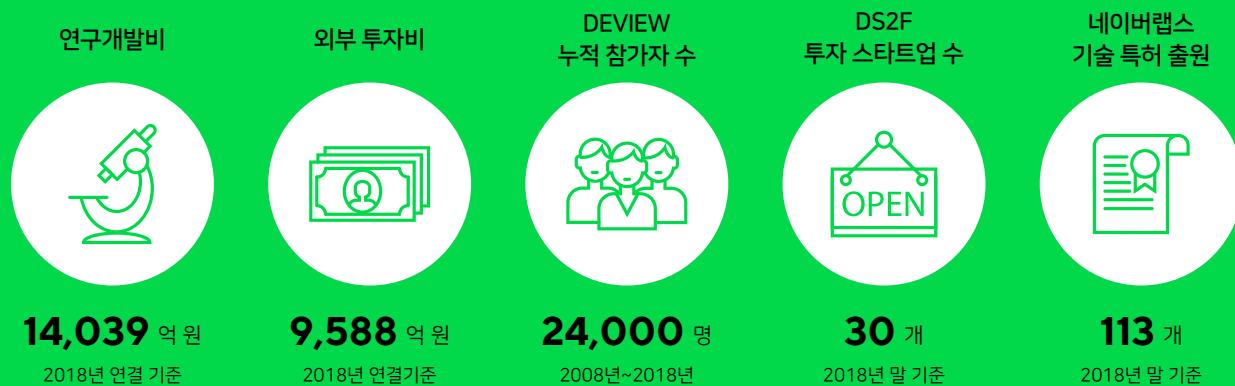 연구개발비
14,039 억 원
2018년 연결 기준
외부 투자비
9,588 억 원
2018년 연결기준
DEVIEW
누적 참가자 수
24,000 명
2008년~2018년
DS2F
투자 스타트업 수
OPEN
30 개
2018년 말 기준
네이버랩스
기술 특허 출원
113 개
2018년 말 기준